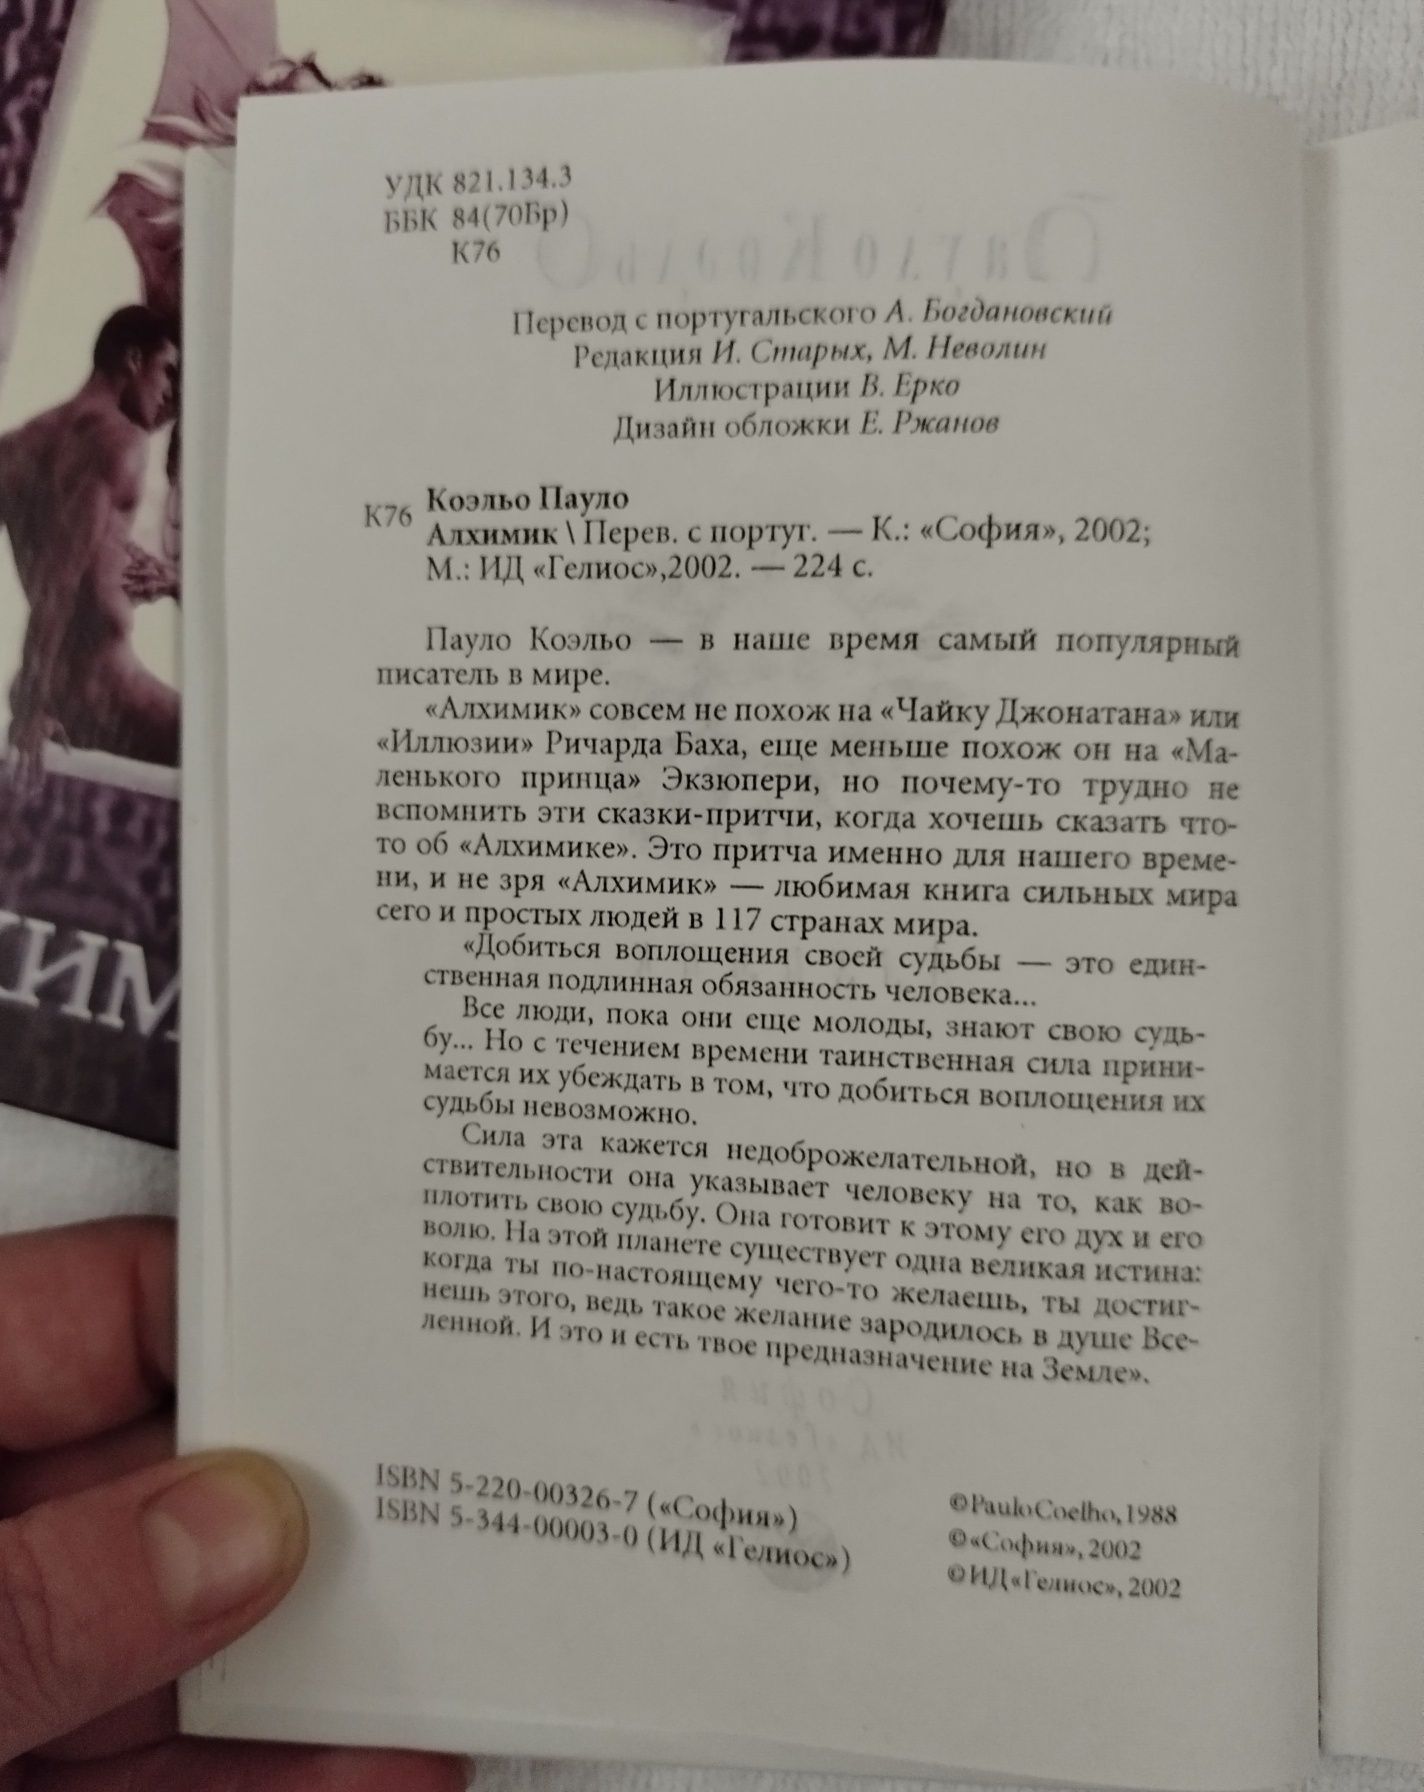 УДК 821.134.3
ББК 84(70Бр)
К76
Перевод с португальского А. Богдановский
Редакция И. Старых, М. Неволин
Иллюстрации В. Ерко
Дизайн обложки Е. Ржанов
Коэльо Пауло
К76 Алхимик \ Перев. с португ. — К.: «София», 2002;
М.: ИД «Гелиос»,2002. — 224 с.
Пауло Коэльо — в наше время самый популярный
писатель в мире.
«Алхимик» совсем не похож на «Чайку Джонатана» или
«Иллюзии» Ричарда Баха, еще меньше похож он на «Ма-
ленького принца» Экзюпери, но почему-то трудно не
вспомнить эти сказки-притчи, когда хочешь сказать что-
то об «Алхимике». Это притча именно для нашего време-
ни, и не зря «Алхимик» — любимая книга сильных мира
сего и простых людей в 117 странах мира.
«Добиться воплощения своей судьбы — это един-
ственная подлинная обязанность человека...
Все люди, пока они еще молоды, знают свою судь-
бу... Но с течением времени таинственная сила прини-
мается их убеждать в том, что добиться воплощения их
судьбы невозможно.
Сила эта кажется недоброжелательной, но в дей-
ствительности она указывает человеку на то, как во-
плотить свою судьбу. Она готовит к этому его дух и его
волю. На этой планете существует одна великая истина:
когда ты по-настоящему чего-то желаешь, ты достиг-
нешь этого, ведь такое желание зародилось в душе Все-
ленной. И это и есть твое предназначение на Земле».
ISBN 5-220-00326-7 («София»)
ISBN 5-344-00003-0 (ИД «Гелиос»)
©PauloCoelho,1988
©«София»,2002
©ИД«Гелиос»,2002
ХИМ